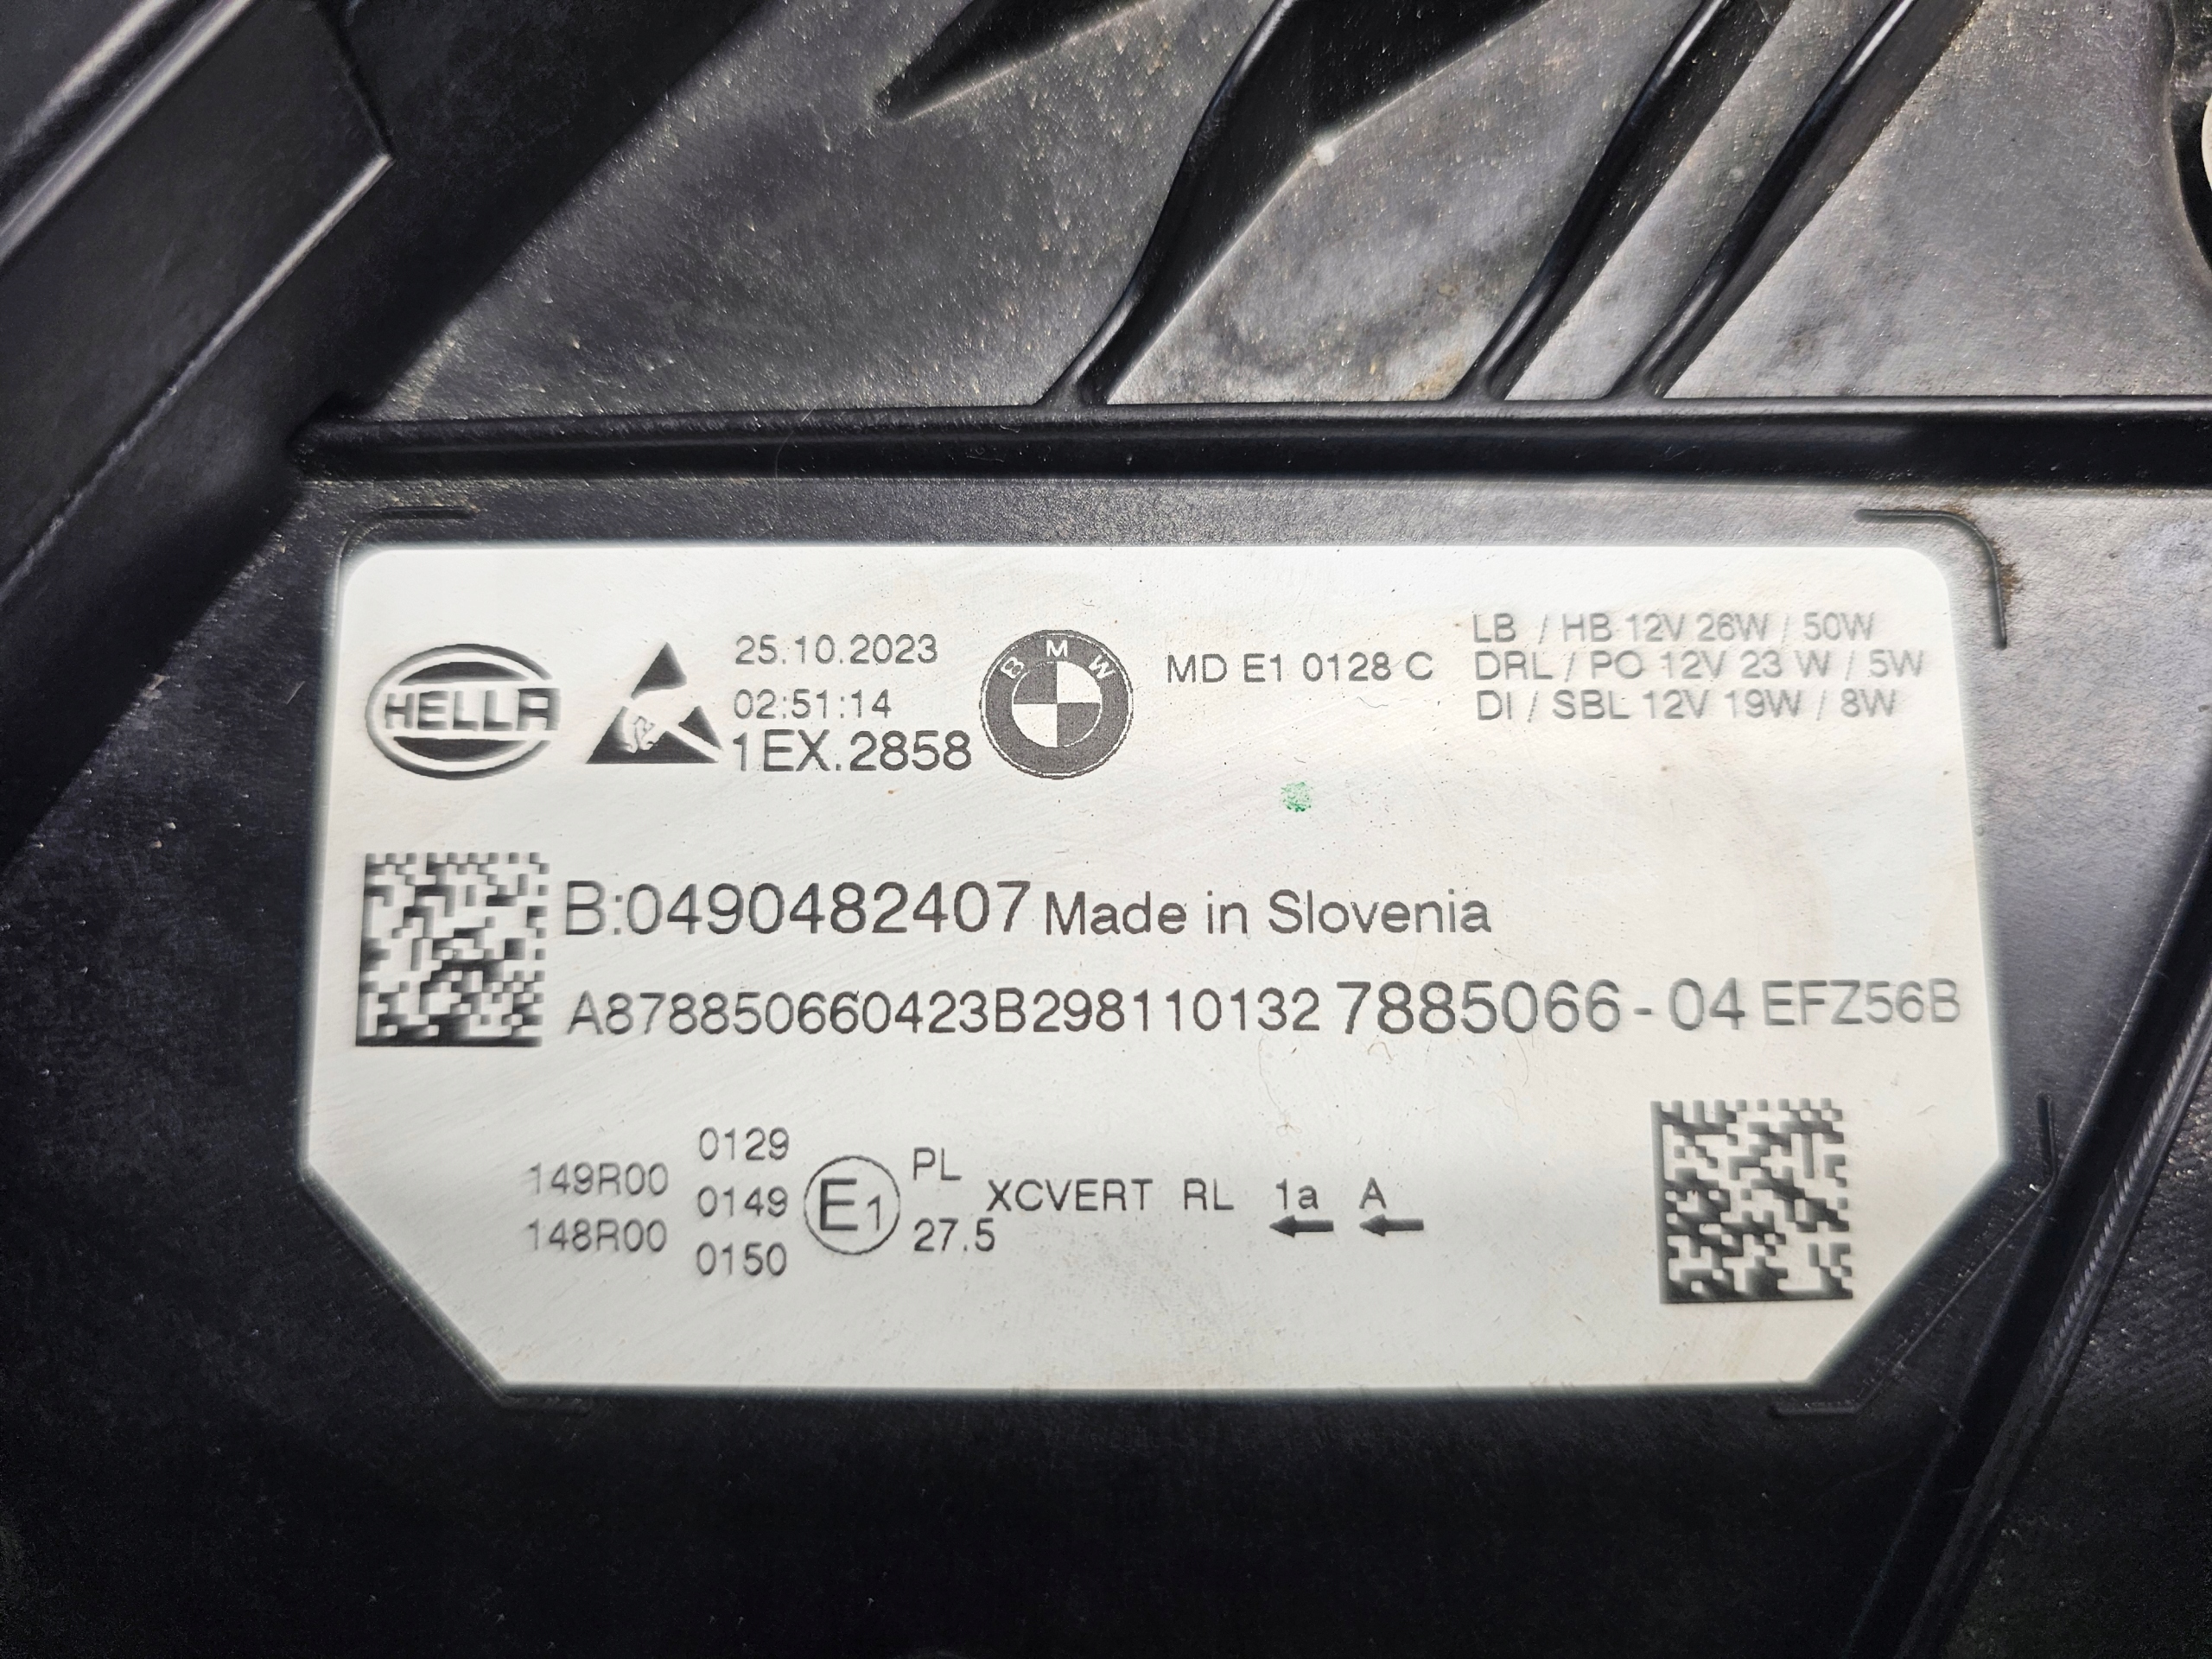 HELLA
25.10.2023
02:51:14
1EX.2858
BMW
MD E1 0128 C
LB / HB 12V 26W / 50W
DRL / PO 12V 23 W / 5W
DI / SBL 12V 19W / 8W
B:0490482407 Made in Slovenia
A878850660423B298110132 7885066-04 EFZ56B
149R00
148R00
0129
0149
0150
E1
PL
27.5
XCVERT RL 1a A